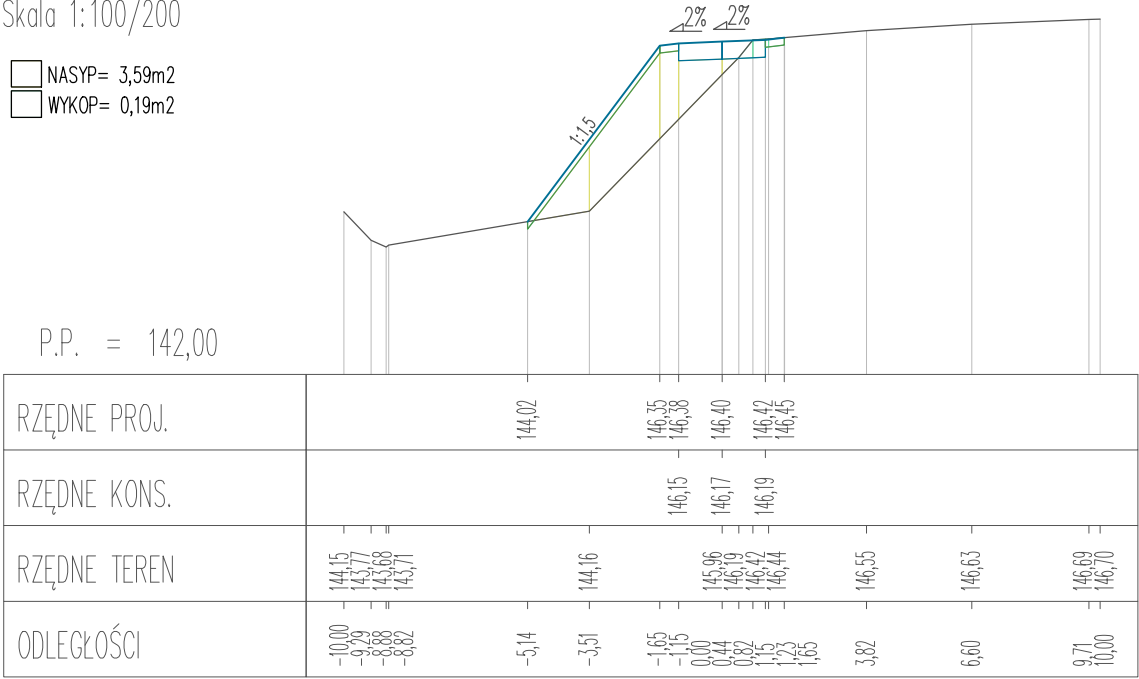 Skala 1:100/200
NASYP= 3,59m2
WYKOP= 0,19m2
2% 2%
1:1,5
P.P. = 142,00
RZĘDNE PROJ. 144,02 146,35 146,38 146,40 146,42 146,45
RZĘDNE KONS. 146,15 146,17 146,19
RZĘDNE TEREN 144,15 143,77 143,68 143,71 144,16 145,96 146,19 146,42 146,44 146,55 146,63 146,69 146,70
ODLEGŁOŚCI -10,00 -9,29 -8,88 -8,82 -5,14 -3,51 -1,65 -1,15 0,00 0,44 0,82 1,15 1,23 1,65 3,82 6,60 9,71 10,00